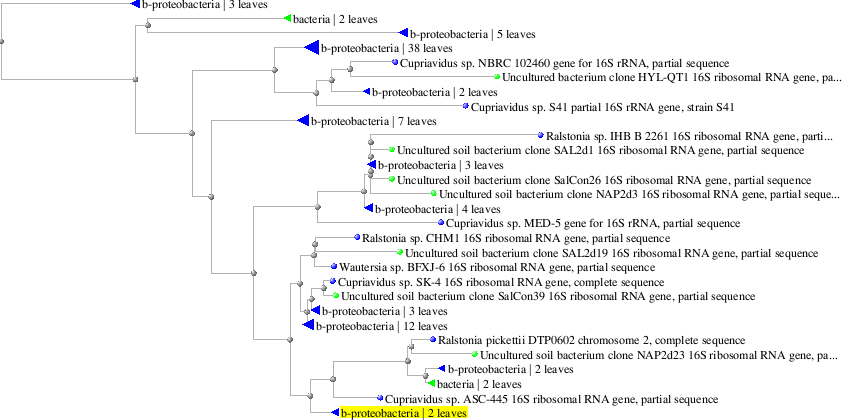 b-proteobacteria | 3 leaves
bacteria | 2 leaves
b-proteobacteria | 5 leaves
b-proteobacteria | 38 leaves
Cupriavidus sp. NBRC 102460 gene for 16S rRNA, partial sequence
Uncultured bacterium clone HYL-QT1 16S ribosomal RNA gene, pa...
b-proteobacteria | 2 leaves
Cupriavidus sp. S41 partial 16S rRNA gene, strain S41
b-proteobacteria | 7 leaves
Ralstonia sp. IHB B 2261 16S ribosomal RNA gene, parti...
Uncultured soil bacterium clone SAL2d1 16S ribosomal RNA gene, partial sequence
b-proteobacteria | 3 leaves
Uncultured soil bacterium clone SalCon26 16S ribosomal RNA gene, partial sequence
Uncultured soil bacterium clone NAP2d3 16S ribosomal RNA gene, partial seque...
b-proteobacteria | 4 leaves
Cupriavidus sp. MED-5 gene for 16S rRNA, partial sequence
Ralstonia sp. CHM1 16S ribosomal RNA gene, partial sequence
Uncultured soil bacterium clone SAL2d19 16S ribosomal RNA gene, partial sequence
Wautersia sp. BFXJ-6 16S ribosomal RNA gene, partial sequence
Cupriavidus sp. SK-4 16S ribosomal RNA gene, complete sequence
Uncultured soil bacterium clone SalCon39 16S ribosomal RNA gene, partial sequence
b-proteobacteria | 3 leaves
b-proteobacteria | 12 leaves
Ralstonia pickettii DTP0602 chromosome 2, complete sequence
Uncultured soil bacterium clone NAP2d23 16S ribosomal RNA gene, pa...
b-proteobacteria | 2 leaves
bacteria | 2 leaves
Cupriavidus sp. ASC-445 16S ribosomal RNA gene, partial sequence
b-proteobacteria | 2 leaves